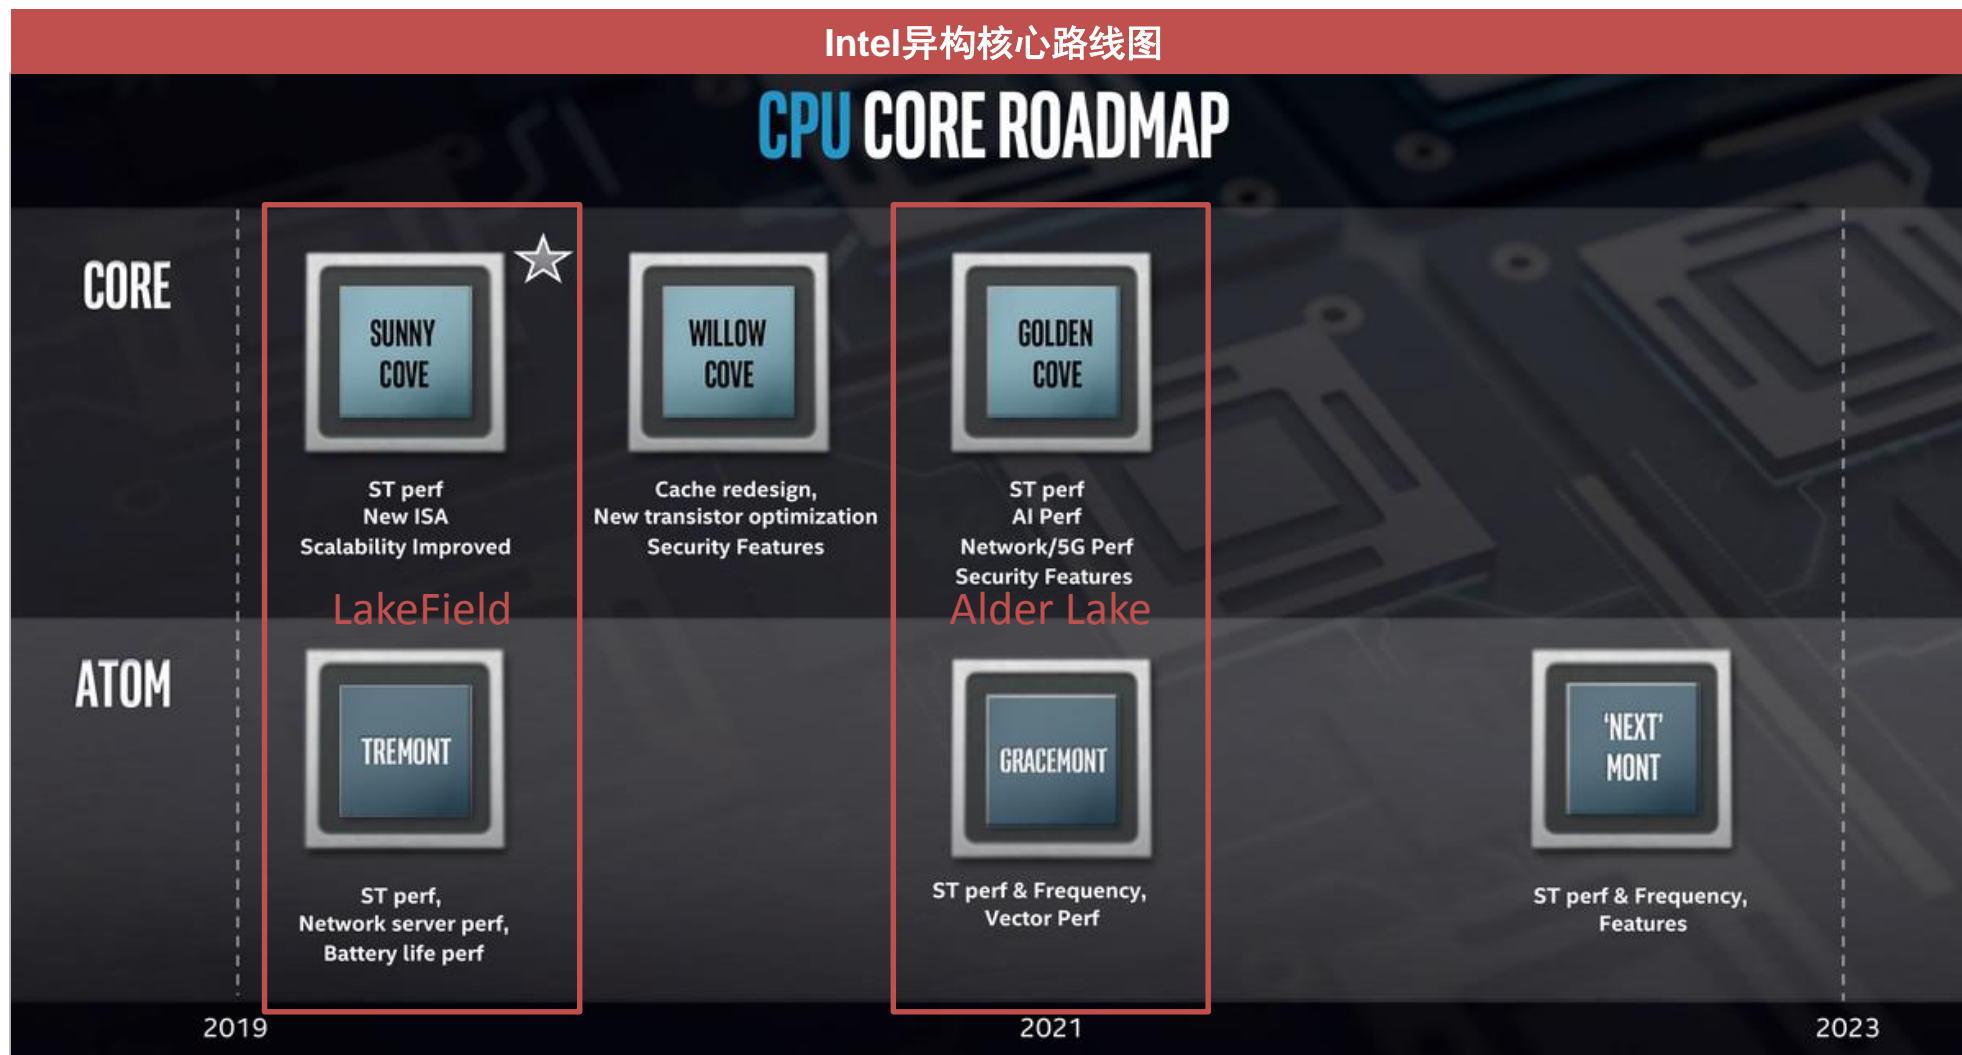 Intel异构核心路线图
CPU CORE ROADMAP
CORE
SUNNY
COVE
ST perf
New ISA
Scalability Improved
WILLOW
COVE
Cache redesign,
New transistor optimization
Security Features
GOLDEN
COVE
ST perf
AI Perf
Network/5G Perf
Security Features
LakeField
Alder Lake
ATOM
TREMONT
ST perf,
Network server perf,
Battery life perf
GRACEMONT
ST perf & Frequency,
Vector Perf
‘NEXT’
MONT
ST perf & Frequency,
Features
2019
2021
2023